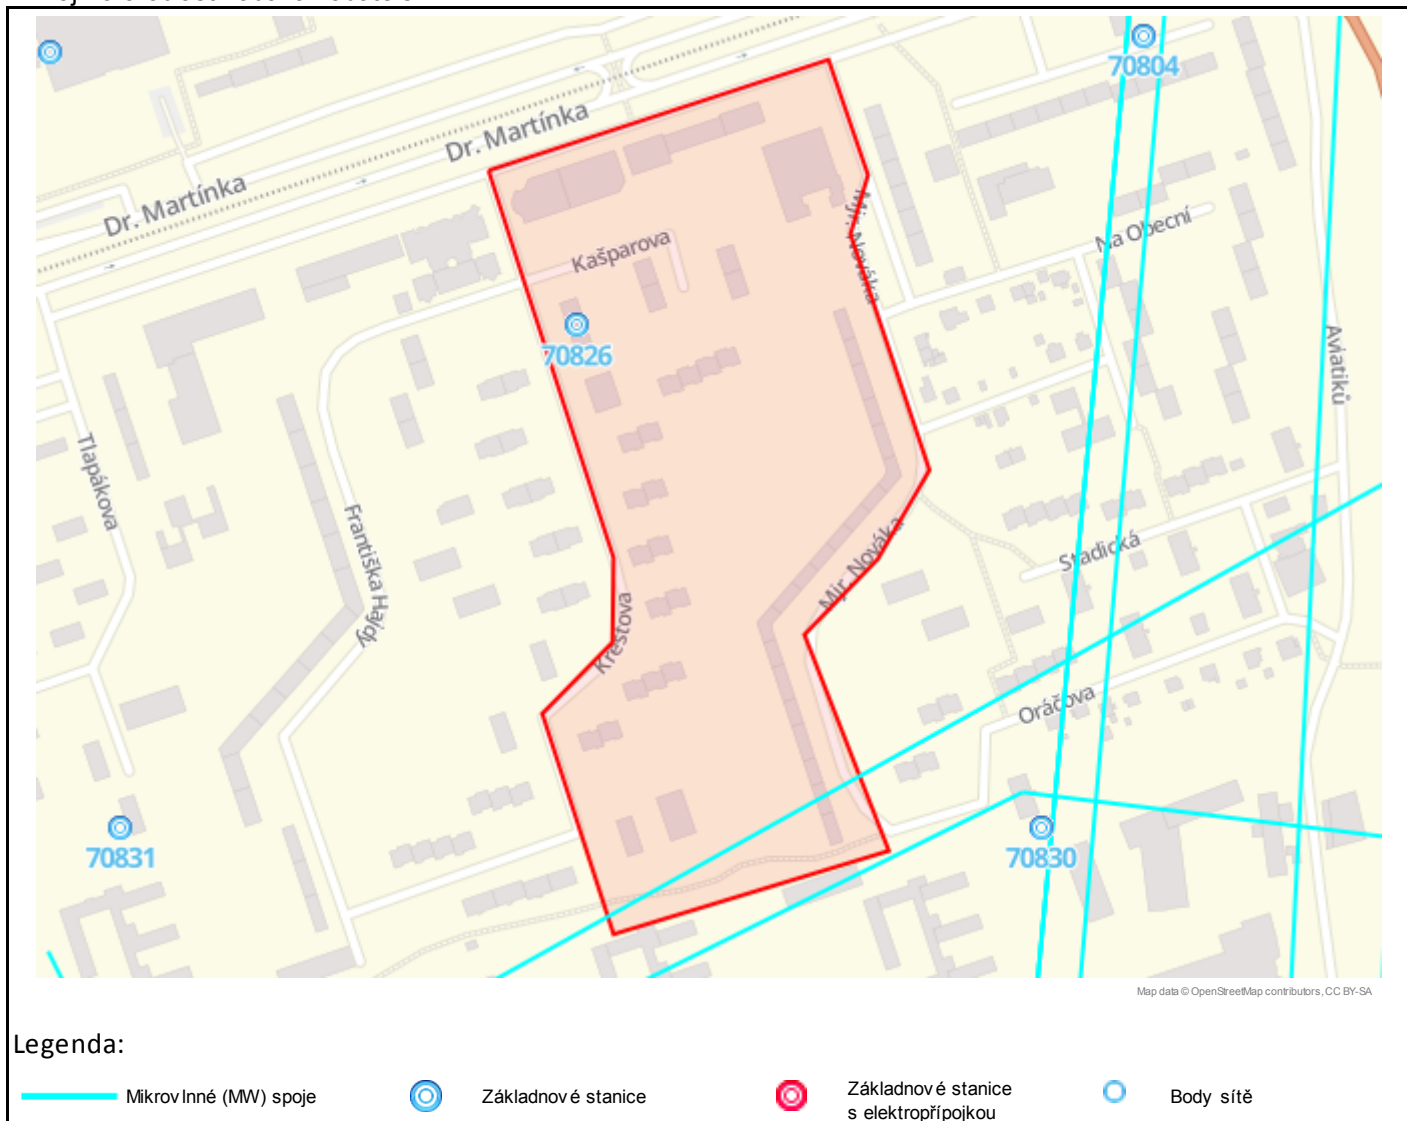 70804
Dr. Martínka
Dr. Martínka
Mjr. Nováka
Na Obecní
Kašparova
70826
Aviatiků
Tlapákova
Františka Hajdy
Mjr. Nováka
Stadická
Křestova
Oráčova
70831
70830
Map data © OpenStreetMap contributors, CC BY-SA
Legenda:
Mikrovlnné (MW) spoje
Základnové stanice
Základnové stanice
s elektropřípojkou
Body sítě